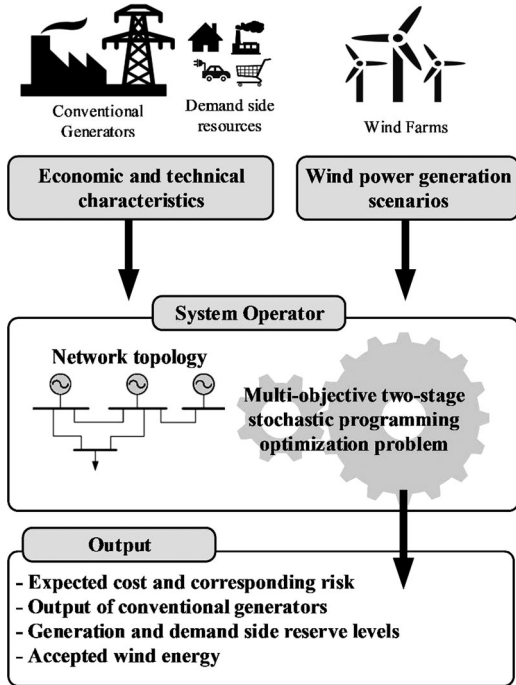 Conventional
Generators
Demand side
resources
Wind Farms
Economic and technical
characteristics
Wind power generation
scenarios
System Operator
Network topology
Multi-objective two-stage
stochastic programming
optimization problem
Output
- Expected cost and corresponding risk
- Output of conventional generators
- Generation and demand side reserve levels
- Accepted wind energy